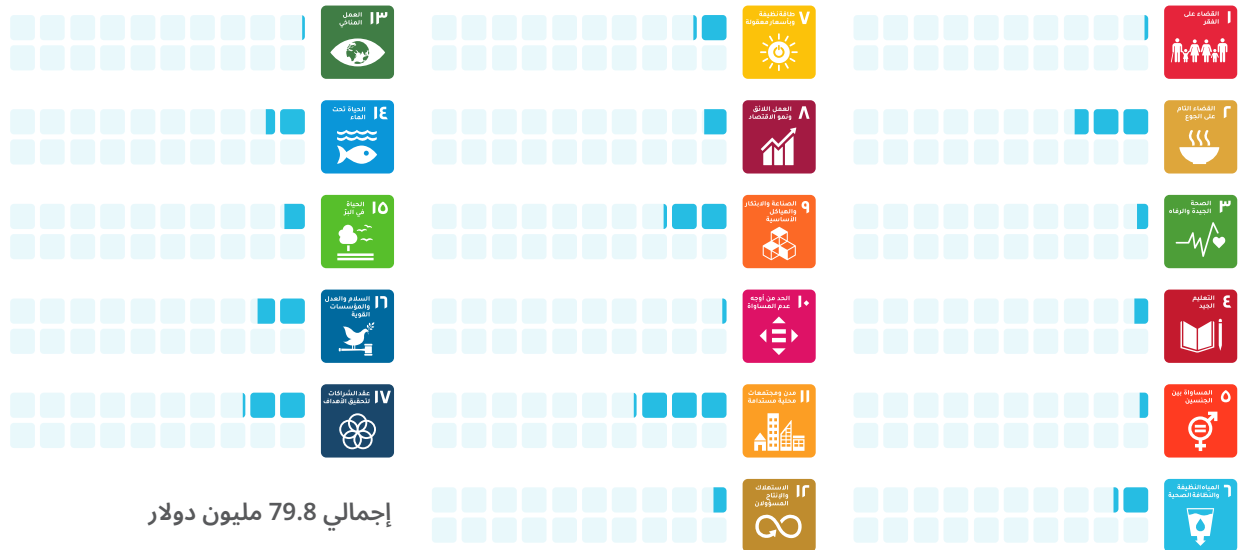 ١ القضاء على
الفقر
٢ القضاء التام
على الجوع
٣ الصحة
الجيدة والرفاه
٤ التعليم
الجيد
٥ المساواة بين
الجنسين
٦ المياه النظيفة
والنظافة الصحية
٧ طاقة نظيفة
وبأسعار معقولة
٨ العمل اللائق
ونمو الاقتصاد
٩ الصناعة والابتكار
والهياكل
الأساسية
١٠ الحد من أوجه
عدم المساواة
١١ مدن ومجتمعات
محلية مستدامة
١٢ الاستهلاك
والإنتاج
المسؤولان
١٣ العمل
المناخي
١٤ الحياة تحت
الماء
١٥ الحياة
في البرّ
١٦ السلام والعدل
والمؤسسات
القوية
١٧ عقد الشراكات
لتحقيق الأهداف
إجمالي 79.8 مليون دولار